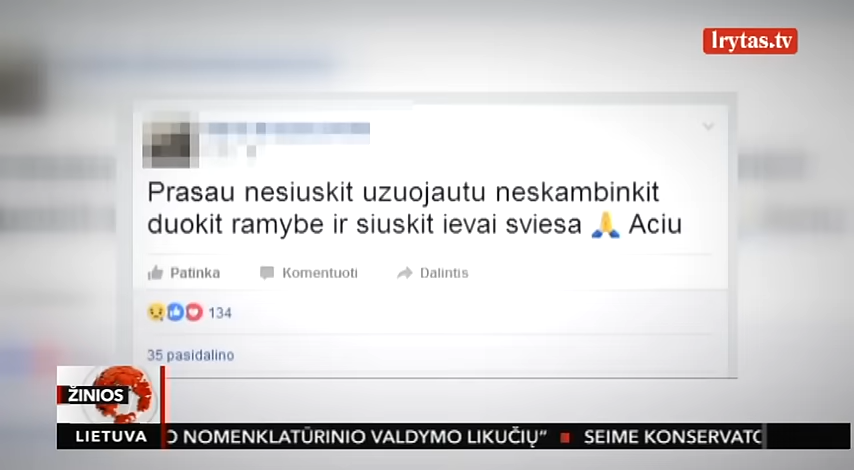 lrytas.tv
Prasau nesiuskit uzuojautu neskambinkit
duokit ramybe ir siuskit ievai sviesa 🙏 Aciu
Patinka Komentuoti Dalintis
134
35 pasidalino
ŽINIOS
LIETUVA
O NOMENKLATŪRINIO VALDYMO LIKUČIŲ“ ■ SEIME KONSERVATO